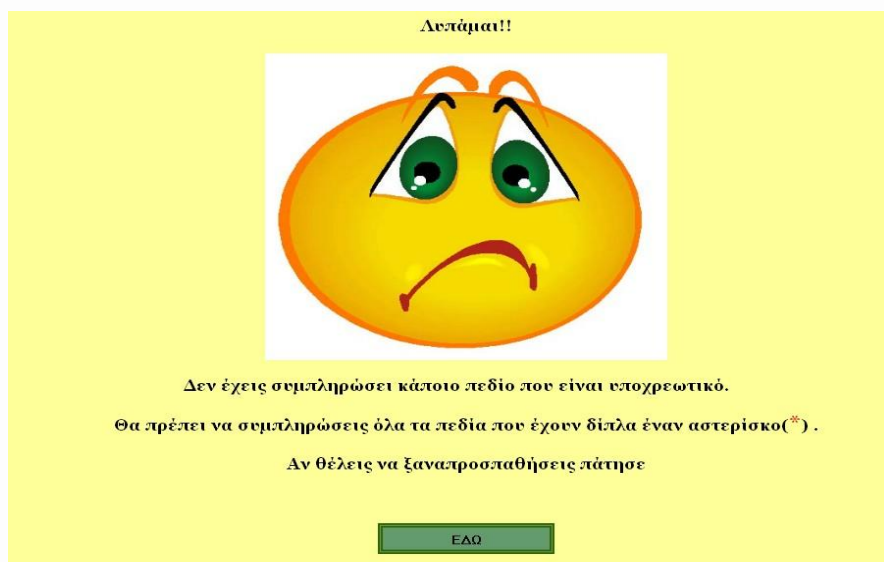 Λυπάμαι!!
Δεν έχεις συμπληρώσει κάποιο πεδίο που είναι υποχρεωτικό.
Θα πρέπει να συμπληρώσεις όλα τα πεδία που έχουν δίπλα έναν αστερίσκο(*) .
Αν θέλεις να ξαναπροσπαθήσεις πάτησε
ΕΔΩ